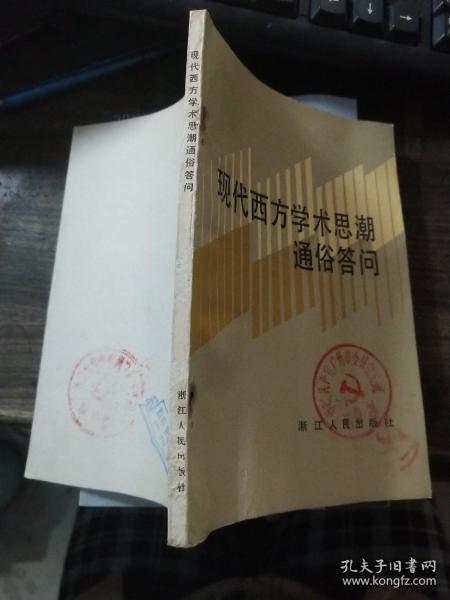 现代西方学术思潮通俗答问
浙江人民出版社
现代西方学术思潮
通俗答问
浙江人民出版社
孔夫子旧书网
www.kongfz.com